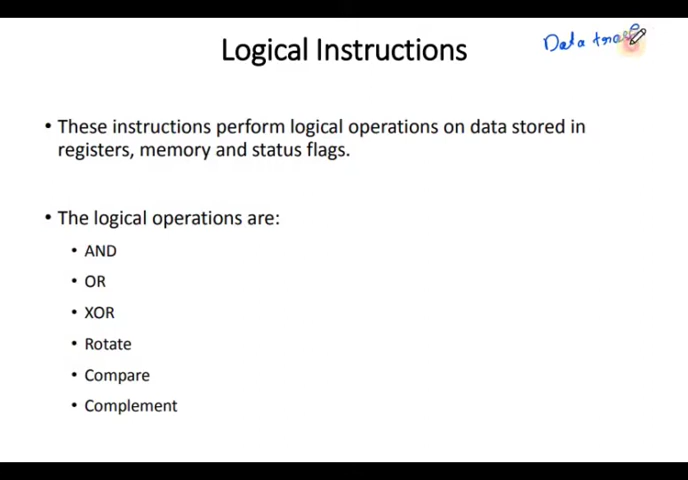 Logical Instructions
Data
• These instructions perform logical operations on data stored in
registers, memory and status flags.
• The logical operations are:
• AND
• OR
• XOR
• Rotate
• Compare
• Complement